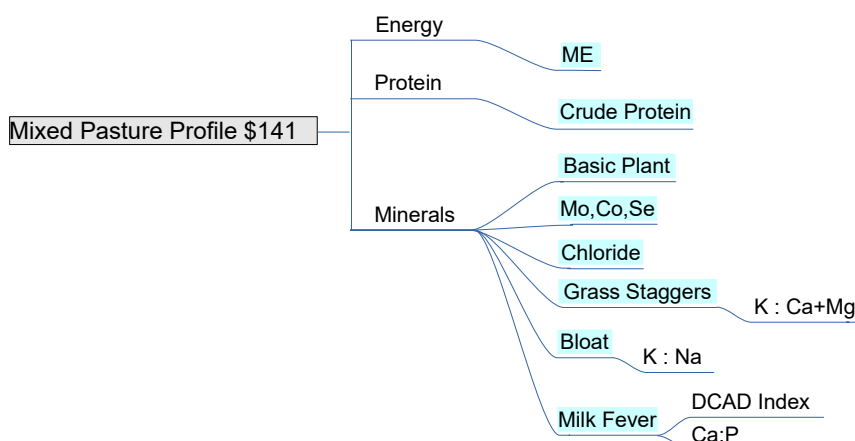 Energy
ME
Protein
Crude Protein
Mixed Pasture Profile $141
Basic Plant
Minerals
Mo,Co,Se
Chloride
Grass Staggers
K : Ca+Mg
Bloat
K : Na
DCAD Index
Milk Fever
Ca:P